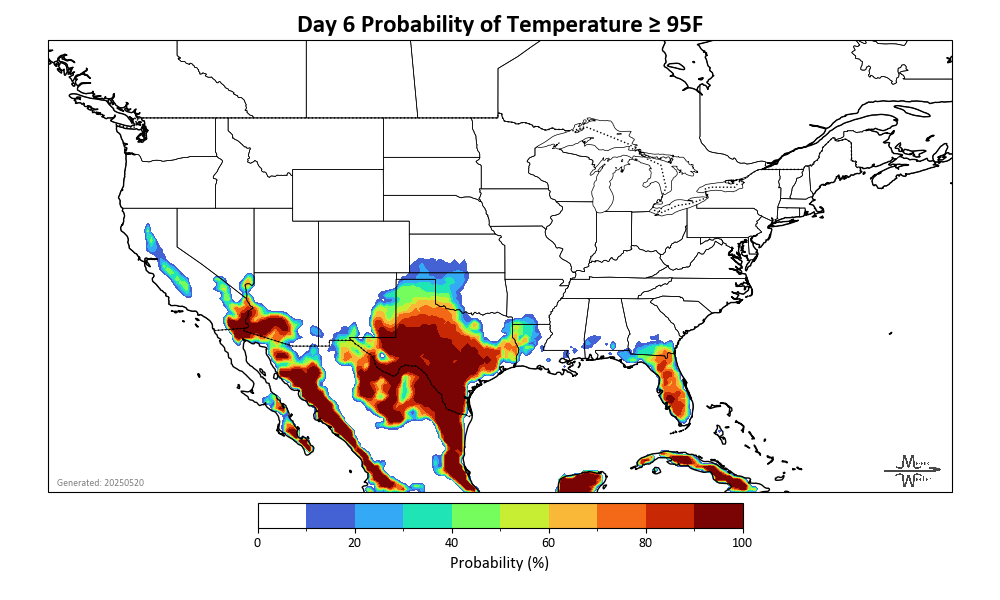 Day 6 Probability of Temperature ≥ 95F
Generated: 20250520
0 20 40 60 80 100
Probability (%)